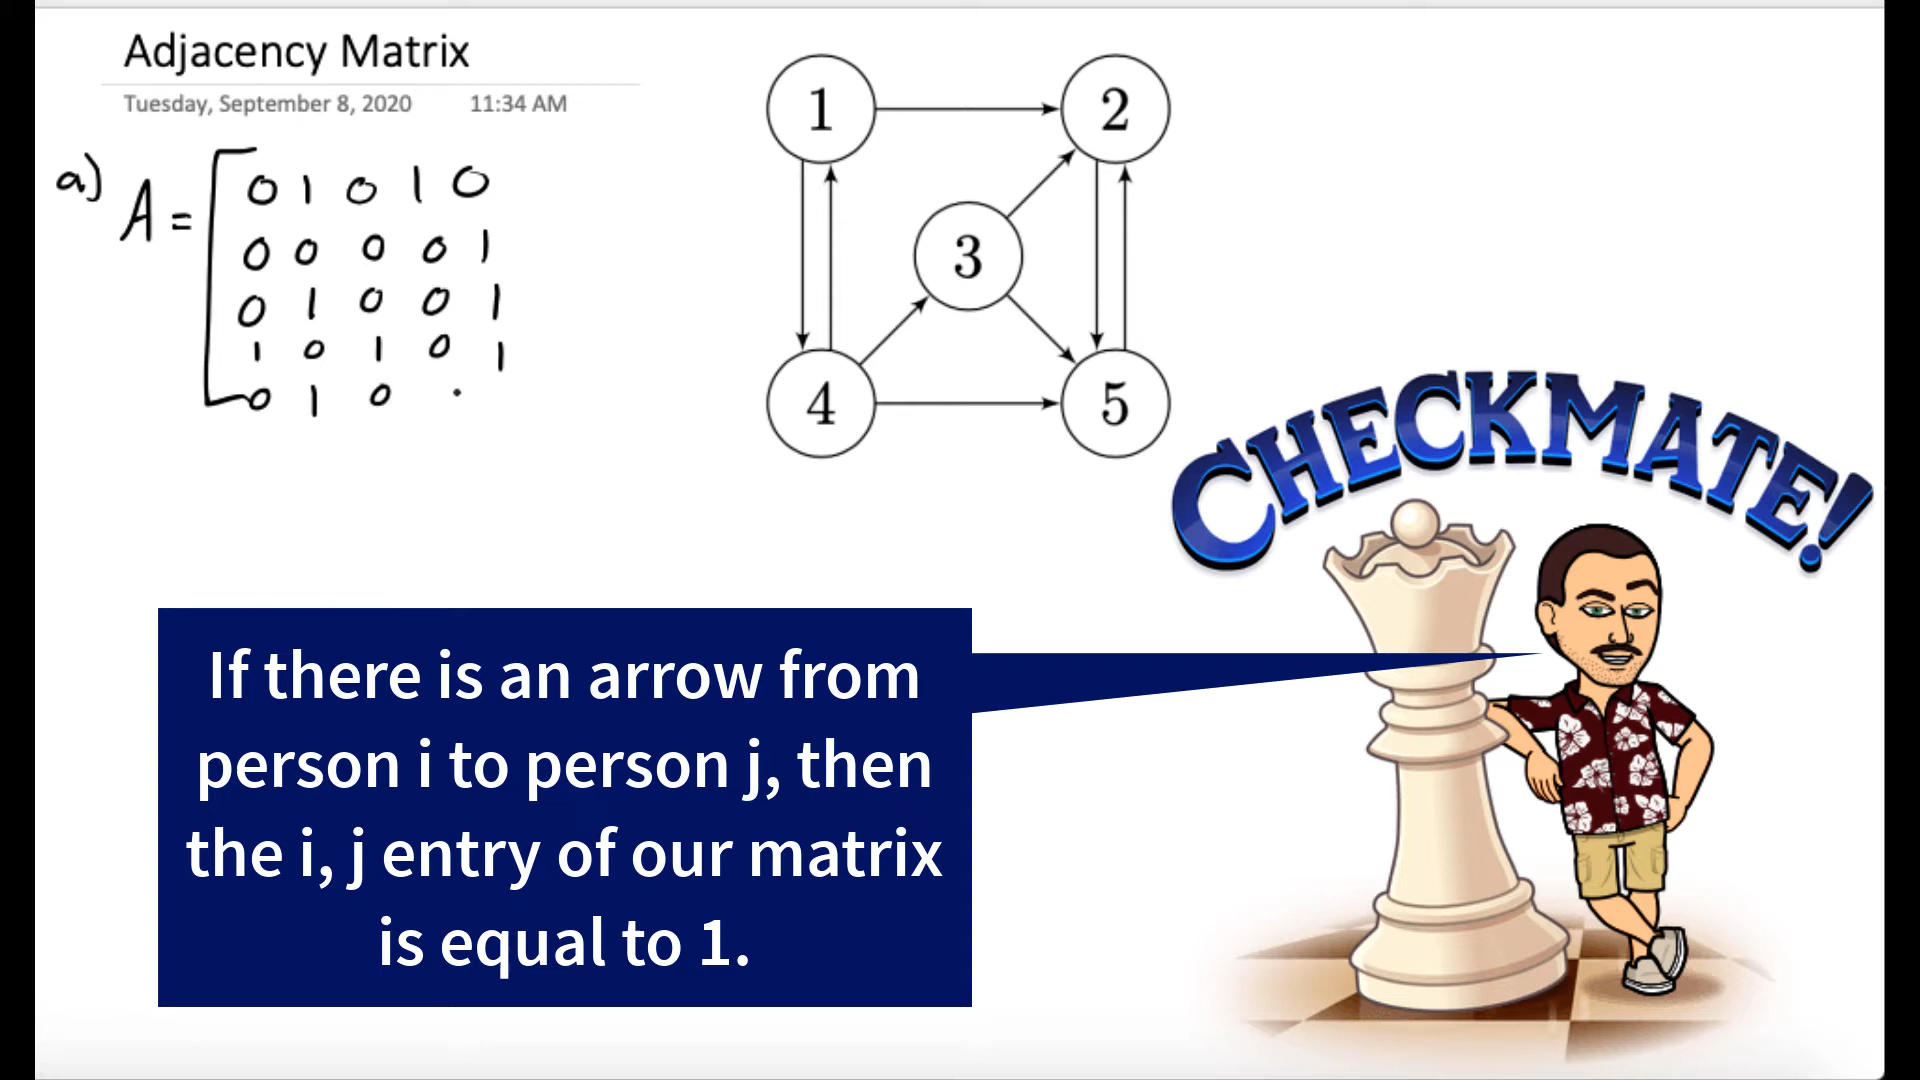 Adjacency Matrix
Tuesday, September 8, 2020 11:34 AM
a) A =
0 1 0 1 0
0 0 0 0 1
0 1 0 0 1
1 0 1 0 1
0 1 0 .
1
2
3
4
5
CHECKMATE!
If there is an arrow from
person i to person j, then
the i, j entry of our matrix
is equal to 1.